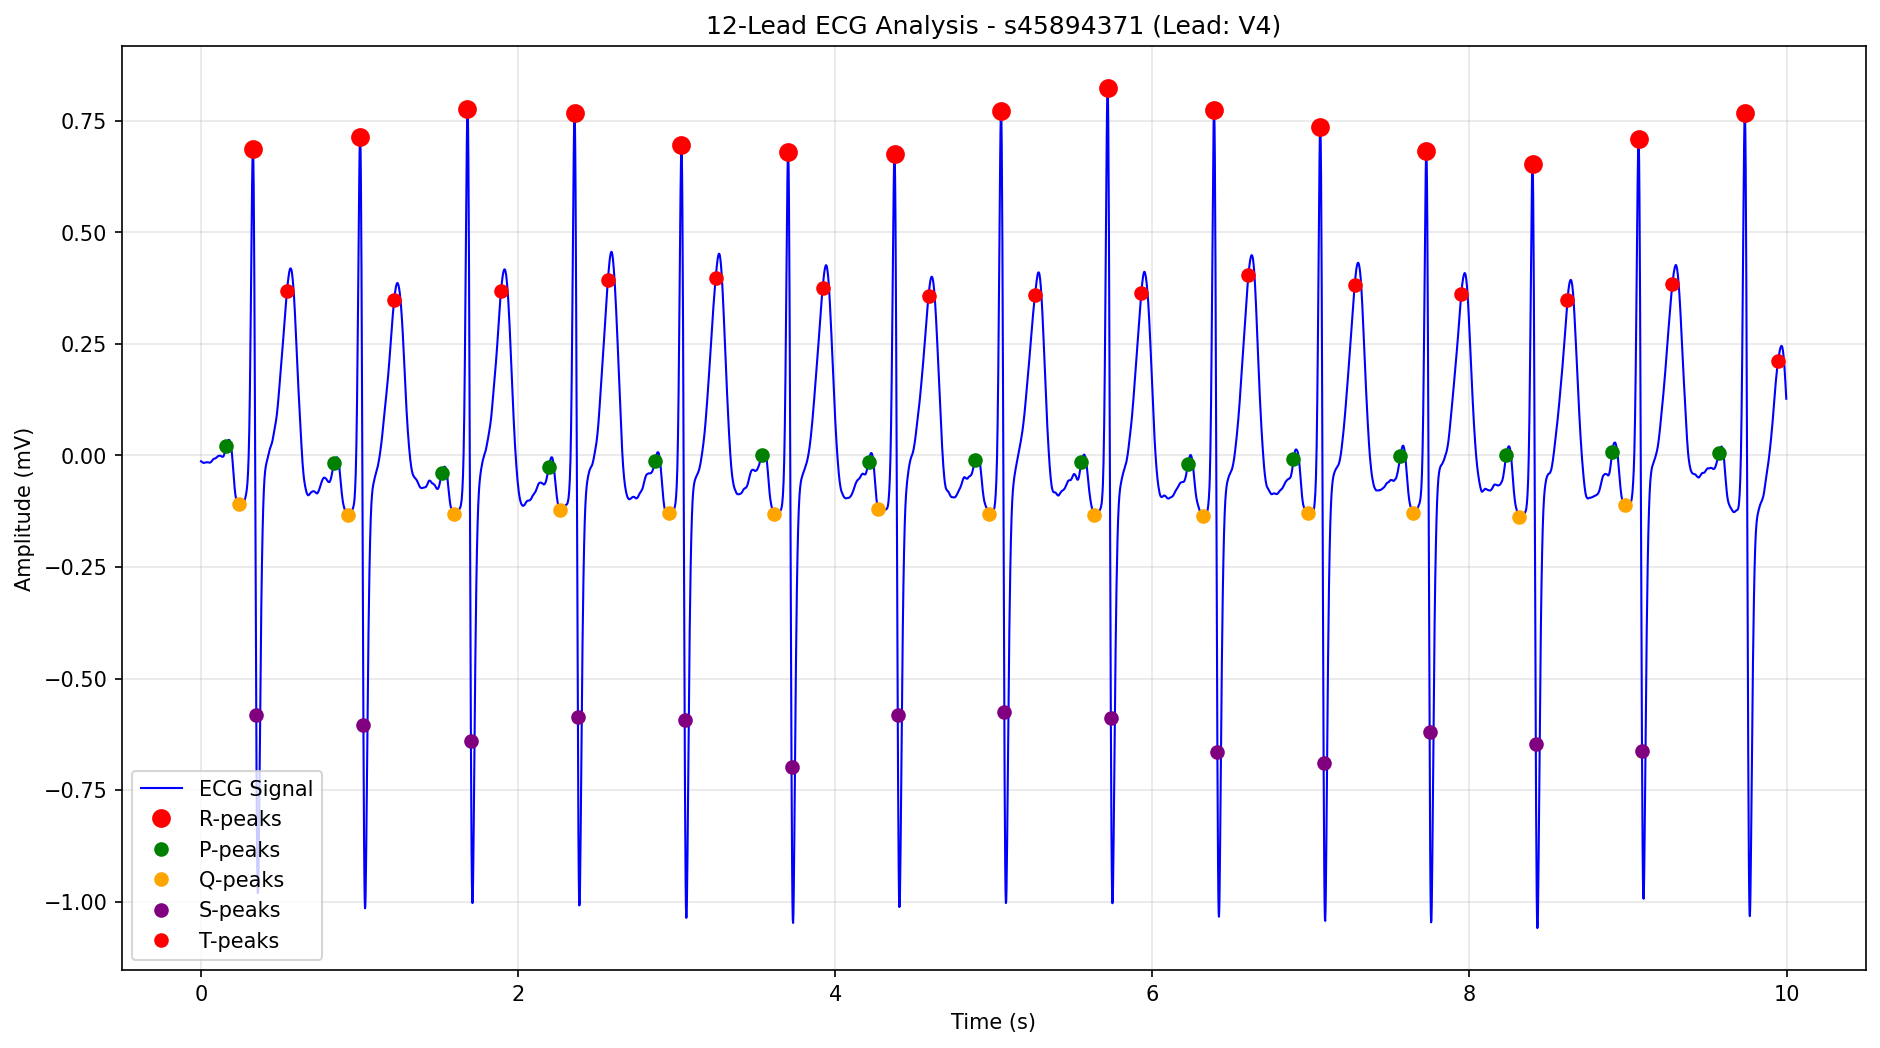 12-Lead ECG Analysis - s45894371 (Lead: V4)
Amplitude (mV)
0.75
0.50
0.25
0.00
−0.25
−0.50
−0.75
−1.00
ECG Signal
R-peaks
P-peaks
Q-peaks
S-peaks
T-peaks
0 2 4 6 8 10
Time (s)